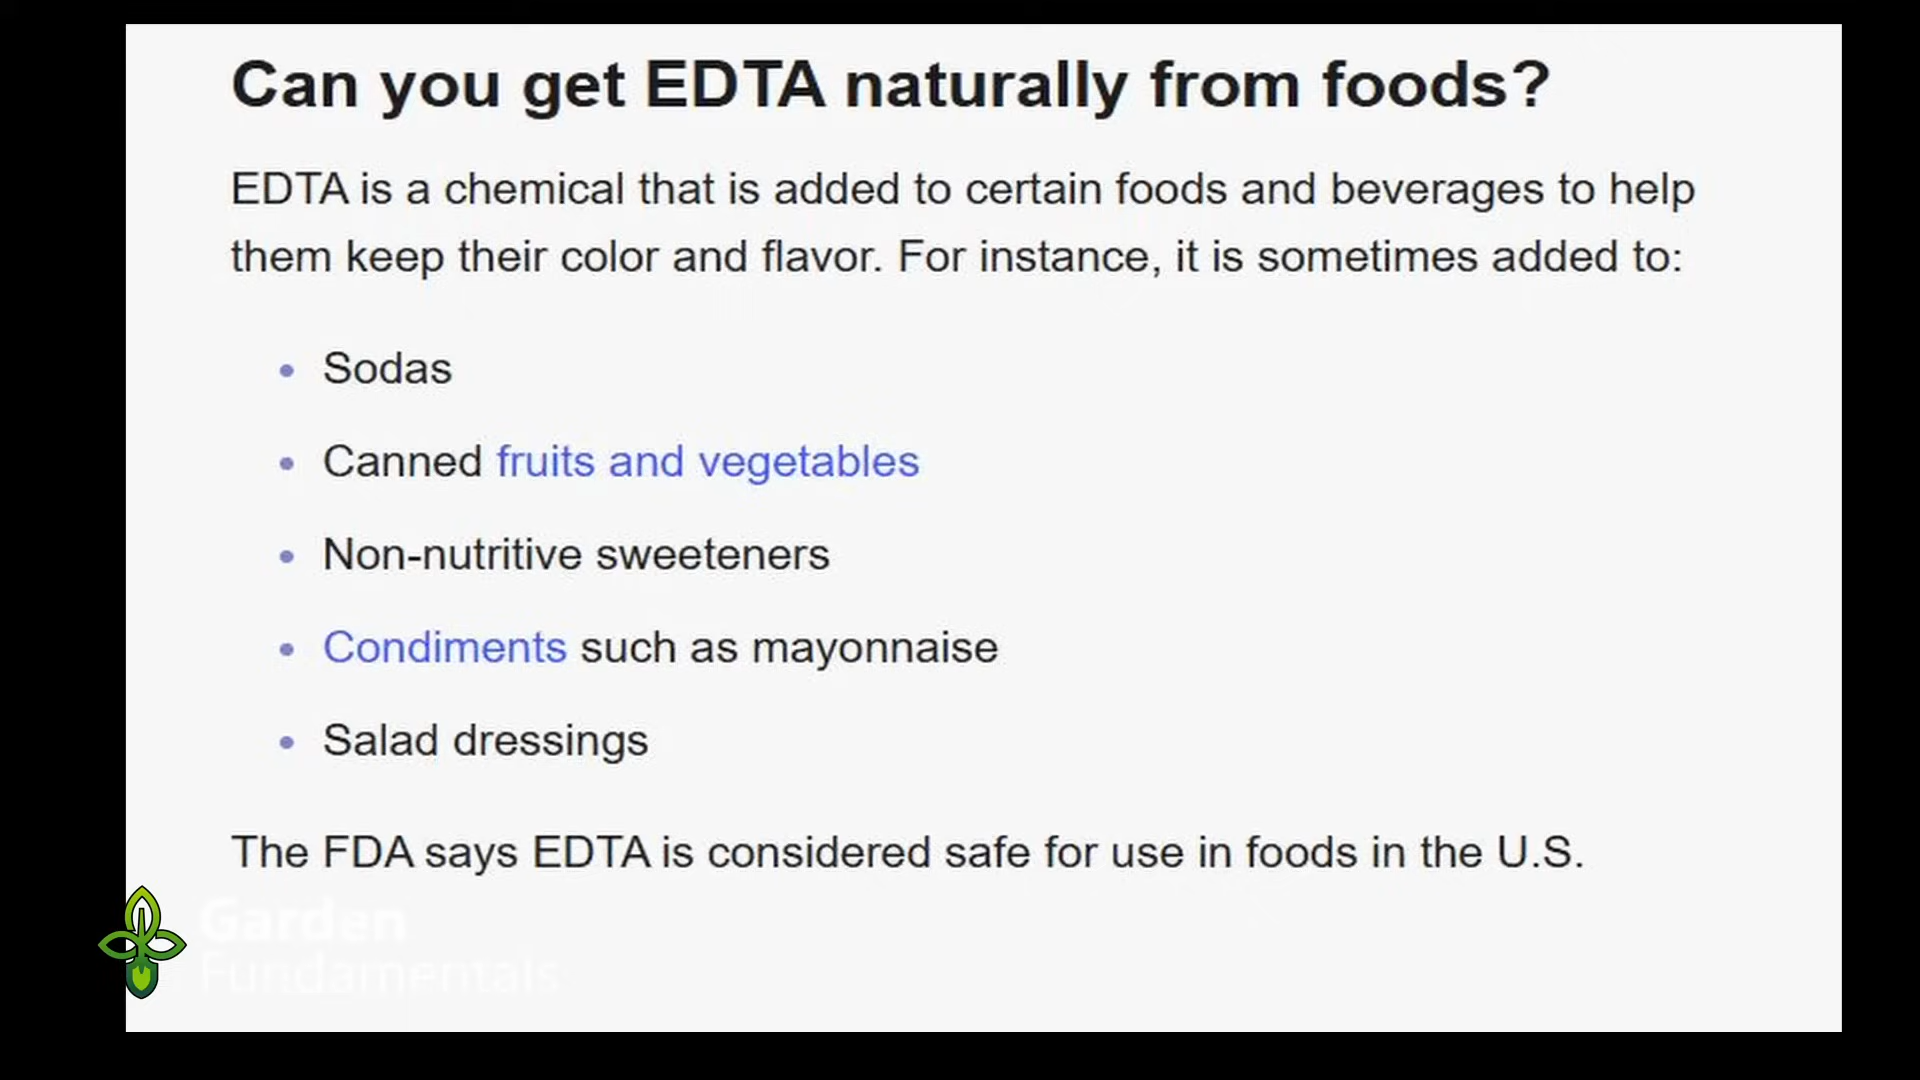 Can you get EDTA naturally from foods?
EDTA is a chemical that is added to certain foods and beverages to help
them keep their color and flavor. For instance, it is sometimes added to:
• Sodas
• Canned fruits and vegetables
• Non-nutritive sweeteners
• Condiments such as mayonnaise
• Salad dressings
The FDA says EDTA is considered safe for use in foods in the U.S.
Garden
Fundamentals